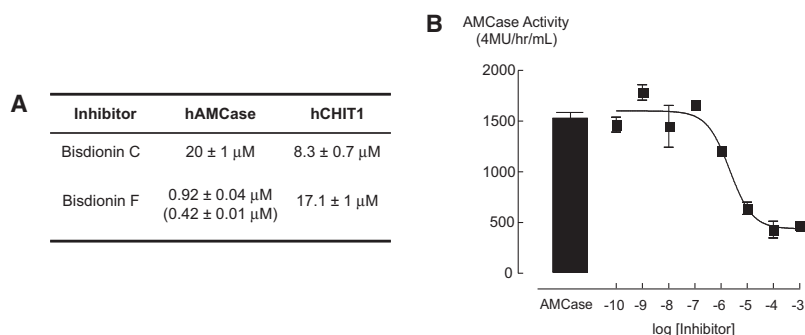 A
Inhibitor hAMCase hCHIT1
Bisdionin C 20 ± 1 μM 8.3 ± 0.7 μM
Bisdionin F 0.92 ± 0.04 μM 17.1 ± 1 μM
(0.42 ± 0.01 μM)
B
AMCase Activity
(4MU/hr/mL)
2000
1500
1000
500
0
AMCase -10 -9 -8 -7 -6 -5 -4 -3
log [Inhibitor]